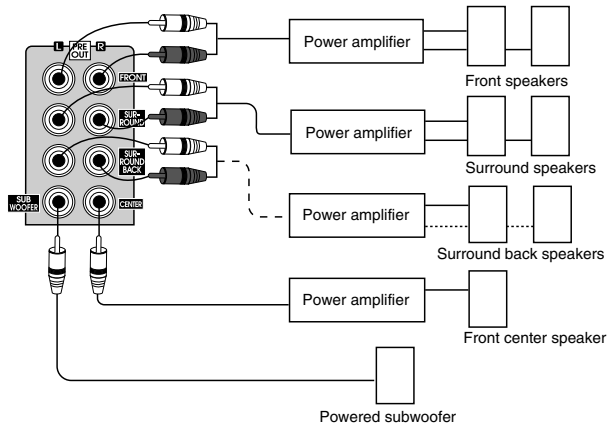 L PRE OUT R
FRONT
SUR-
ROUND
SUR-
ROUND
BACK
SUB
WOOFER
CENTER
Power amplifier
Front speakers
Power amplifier
Surround speakers
Power amplifier
Surround back speakers
Power amplifier
Front center speaker
Powered subwoofer